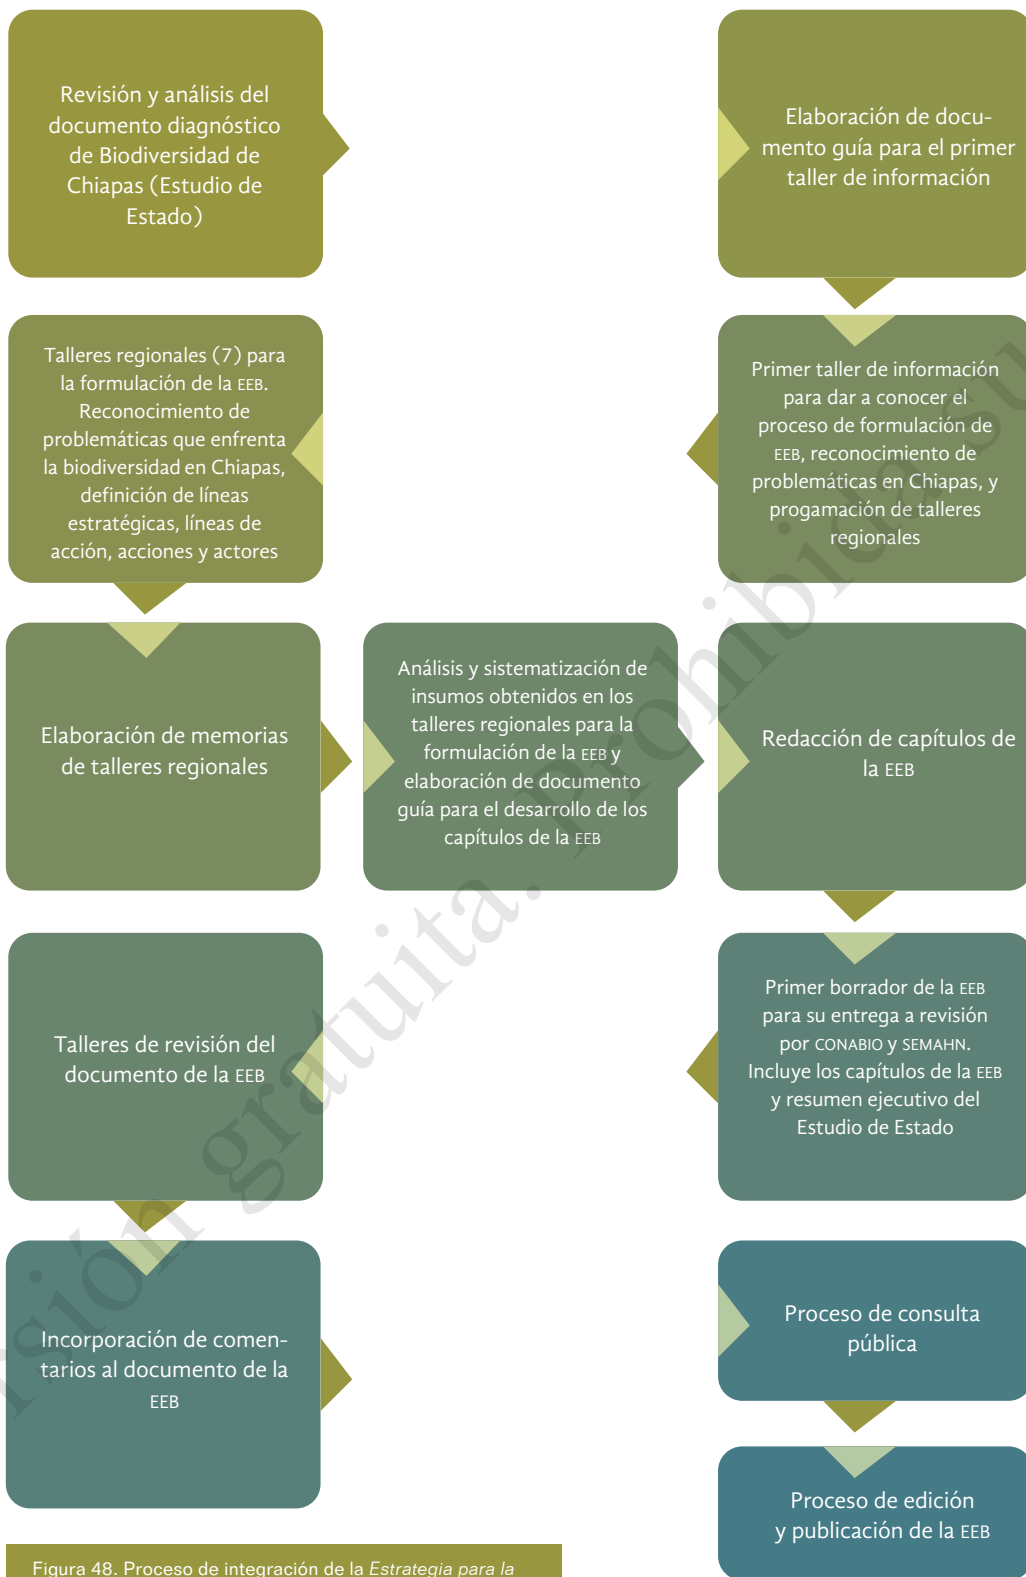 Revisión y análisis del
documento diagnóstico
de Biodiversidad de
Chiapas (Estudio de
Estado)
Elaboración de docu-
mento guía para el primer
taller de información
Primer taller de información
para dar a conocer el
proceso de formulación de
EEB, reconocimiento de
problemáticas en Chiapas, y
progamación de talleres
regionales
Talleres regionales (7) para
la formulación de la EEB.
Reconocimiento de
problemáticas que enfrenta
la biodiversidad en Chiapas,
definición de líneas
estratégicas, líneas de
acción, acciones y actores
Elaboración de memorias
de talleres regionales
Análisis y sistematización de
insumos obtenidos en los
talleres regionales para la
formulación de la EEB y
elaboración de documento
guía para el desarrollo de los
capítulos de la EEB
Redacción de capítulos de
la EEB
Primer borrador de la EEB
para su entrega a revisión
por CONABIO y SEMAHN.
Incluye los capítulos de la EEB
y resumen ejecutivo del
Estudio de Estado
Talleres de revisión del
documento de la EEB
Incorporación de comen-
tarios al documento de la
EEB
Proceso de consulta
pública
Proceso de edición
y publicación de la EEB
Figura 48. Proceso de integración de la Estrategia para la
gratuita. Prohibida su